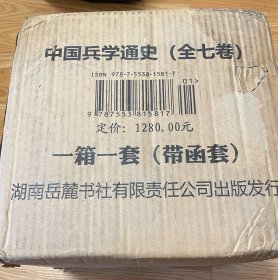 中国兵学通史（全七卷）
ISBN 978-7-5538-1581-7
01>
9 787553 815817
定价：1280.00元
一箱一套（带函套）
湖南岳麓书社有限责任公司出版发行